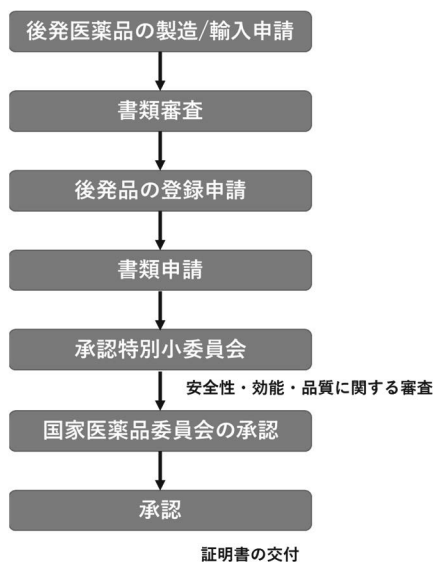 後発医薬品の製造/輸入申請
書類審査
後発品の登録申請
書類申請
承認特別小委員会
安全性・効能・品質に関する審査
国家医薬品委員会の承認
承認
証明書の交付